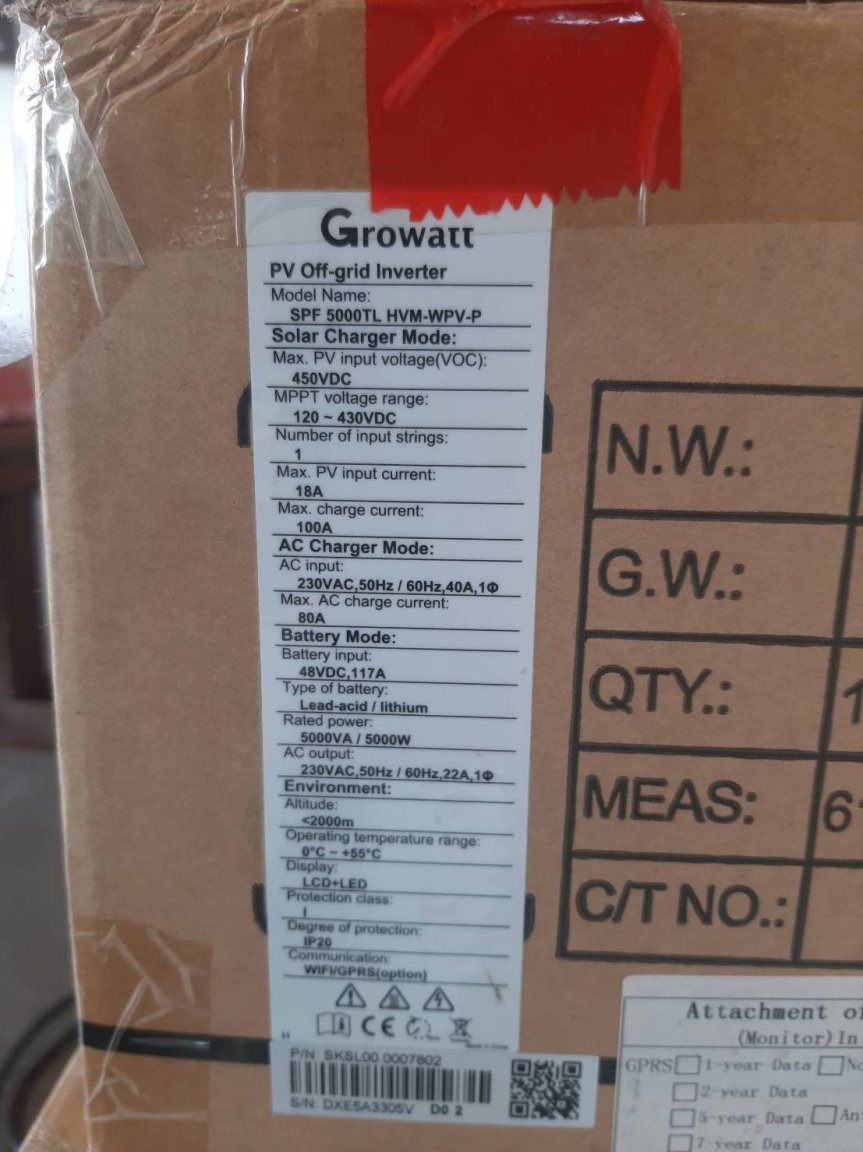 Growatt
PV Off-grid Inverter
Model Name:
SPF 5000TL HVM-WPV-P
Solar Charger Mode:
Max. PV input voltage(VOC):
450VDC
MPPT voltage range:
120 ~ 430VDC
Number of input strings:
1
Max. PV input current:
18A
Max. charge current:
100A
AC Charger Mode:
AC input:
230VAC,50Hz / 60Hz,40A,1Φ
Max. AC charge current:
80A
Battery Mode:
Battery input:
48VDC,117A
Type of battery:
Lead-acid / lithium
Rated power:
5000VA / 5000W
AC output:
230VAC,50Hz / 60Hz,22A,1Φ
Environment:
Altitude:
<2000m
Operating temperature range:
0°C ~ +55°C
Display:
LCD+LED
Protection class:
I
Degree of protection:
IP20
Communication:
WIFI/GPRS(option)
CE
H
Made in China
P/N: SKSL00.0007802
S/N: DXE5A3305V D0 2
N.W.:
G.W.:
QTY.: 1
MEAS: 6
C/T NO.:
Attachment
(Monitor)In
GPRS 1-year Data
2-year Data
5-year Data
7-year Data